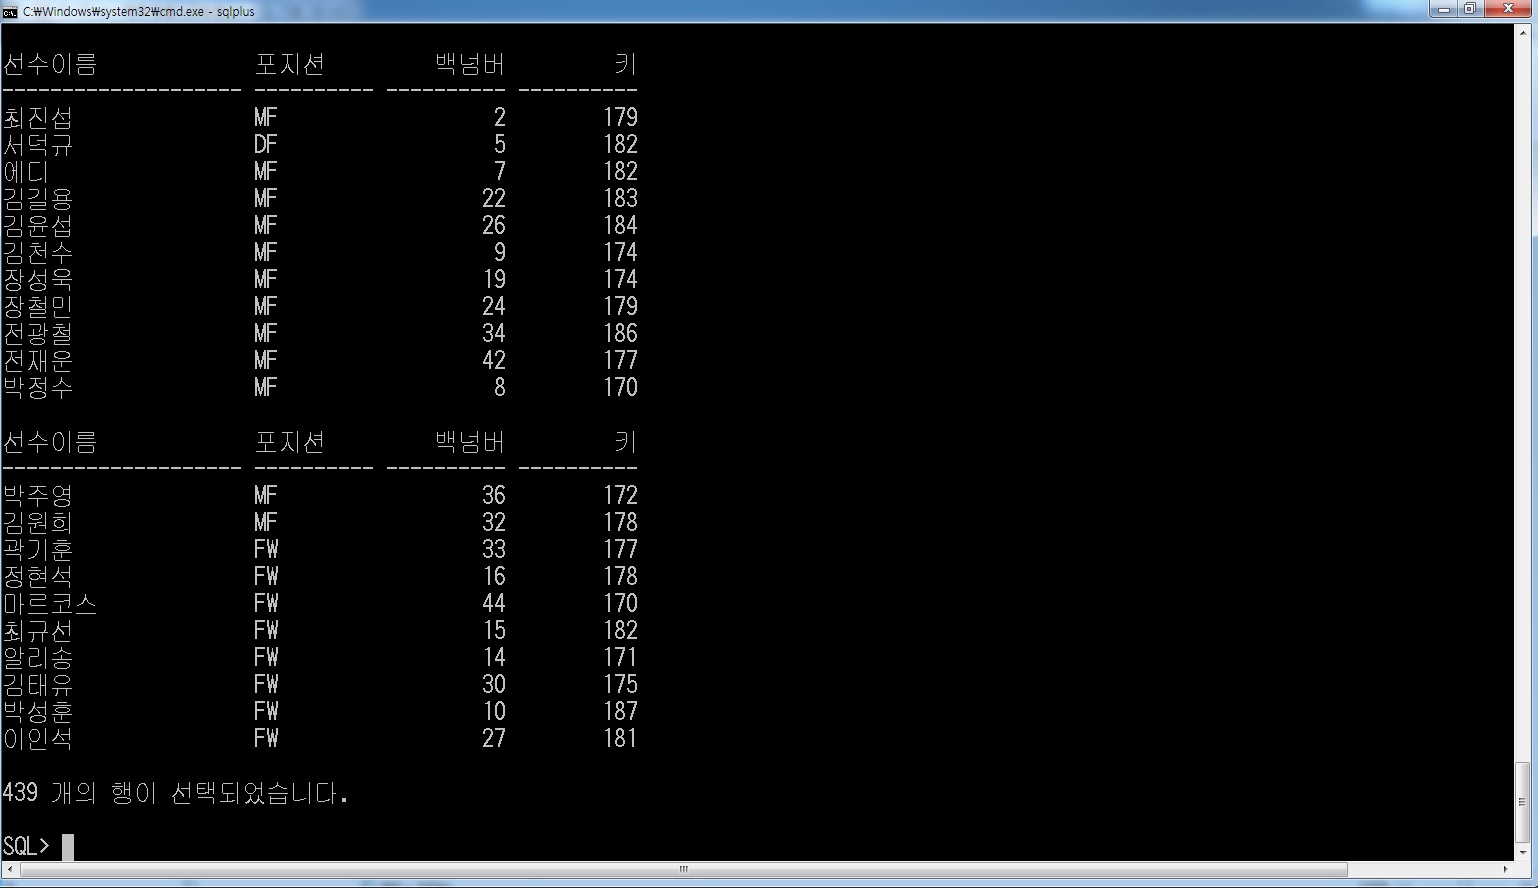 C:₩Windows₩system32₩cmd.exe - sqlplus
선수이름 포지션 백넘버 키
-------------------- ---------- ---------- ----------
최진섭 MF 2 179
서덕규 DF 5 182
에디 MF 7 182
김길용 MF 22 183
김윤섭 MF 26 184
김천수 MF 9 174
장성욱 MF 19 174
장철민 MF 24 179
전광철 MF 34 186
전재운 MF 42 177
박정수 MF 8 170
선수이름 포지션 백넘버 키
-------------------- ---------- ---------- ----------
박주영 MF 36 172
김원희 MF 32 178
곽기훈 FW 33 177
정현석 FW 16 178
마르코스 FW 44 170
최규선 FW 15 182
알리송 FW 14 171
김태유 FW 30 175
박성훈 FW 10 187
이인석 FW 27 181
439 개의 행이 선택되었습니다.
SQL>